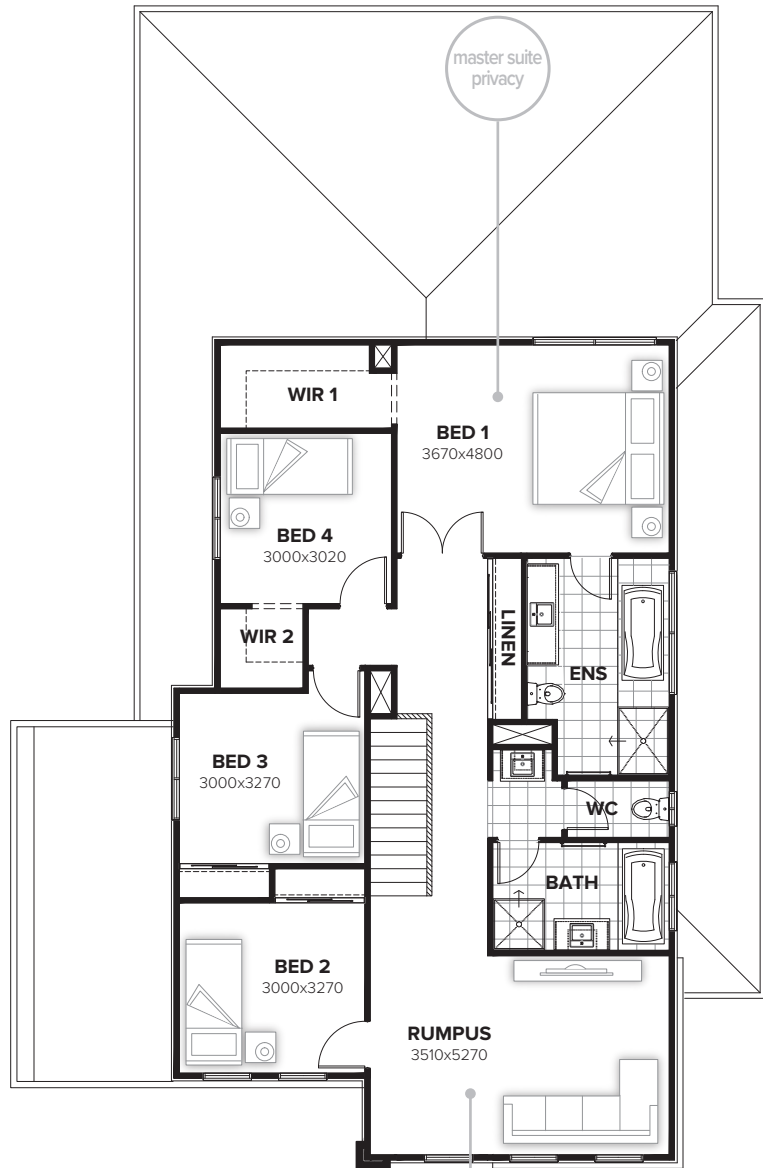 master suite
privacy
WIR 1
BED 1
3670x4800
BED 4
3000x3020
WIR 2
LINEN
ENS
BED 3
3000x3270
WC
BATH
BED 2
3000x3270
RUMPUS
3510x5270